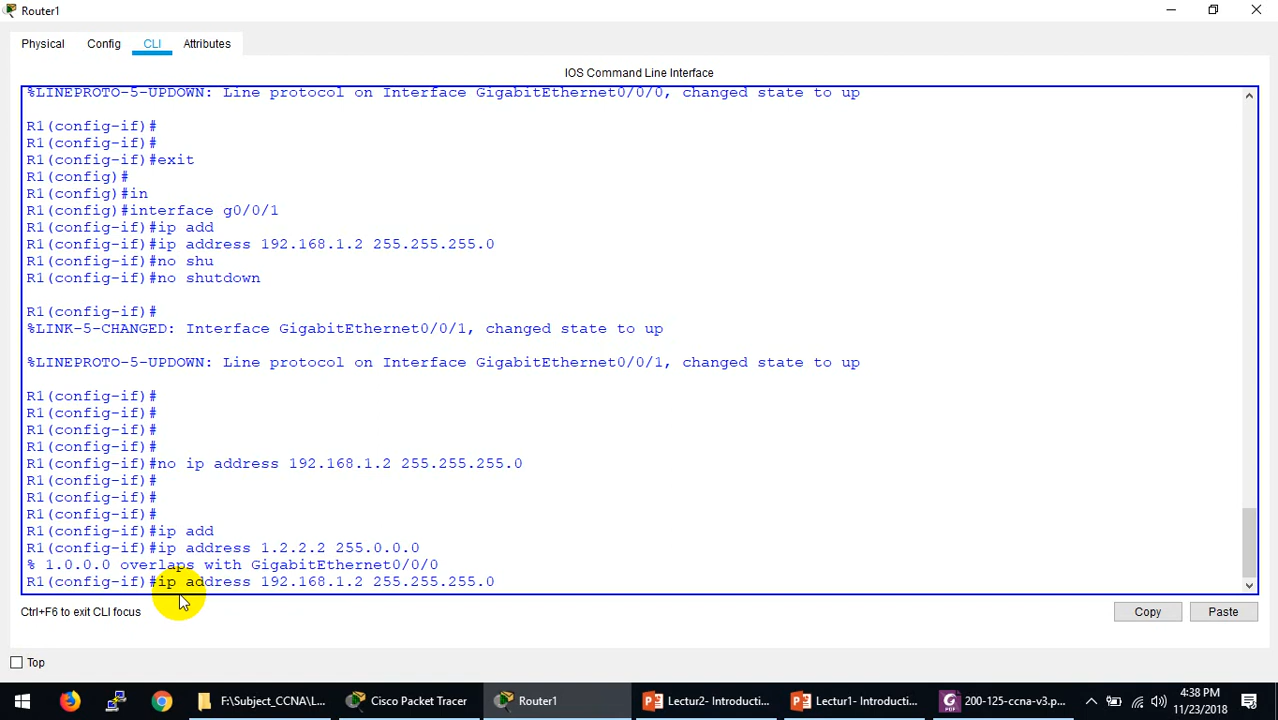 Router1
Physical Config CLI Attributes
IOS Command Line Interface
%LINEPROTO-5-UPDOWN: Line protocol on Interface GigabitEthernet0/0/0, changed state to up
R1(config-if)#
R1(config-if)#
R1(config-if)#exit
R1(config)#
R1(config)#in
R1(config)#interface g0/0/1
R1(config-if)#ip add
R1(config-if)#ip address 192.168.1.2 255.255.255.0
R1(config-if)#no shu
R1(config-if)#no shutdown
R1(config-if)#
%LINK-5-CHANGED: Interface GigabitEthernet0/0/1, changed state to up
%LINEPROTO-5-UPDOWN: Line protocol on Interface GigabitEthernet0/0/1, changed state to up
R1(config-if)#
R1(config-if)#
R1(config-if)#
R1(config-if)#
R1(config-if)#no ip address 192.168.1.2 255.255.255.0
R1(config-if)#
R1(config-if)#
R1(config-if)#
R1(config-if)#ip add
R1(config-if)#ip address 1.2.2.2 255.0.0.0
% 1.0.0.0 overlaps with GigabitEthernet0/0/0
R1(config-if)#ip address 192.168.1.2 255.255.255.0
Ctrl+F6 to exit CLI focus
Copy Paste
Top
F:\Subject_CCNA\L... Cisco Packet Tracer Router1 Lectur2- Introducti... Lectur1- Introducti... 200-125-ccna-v3.p...
4:38 PM
11/23/2018